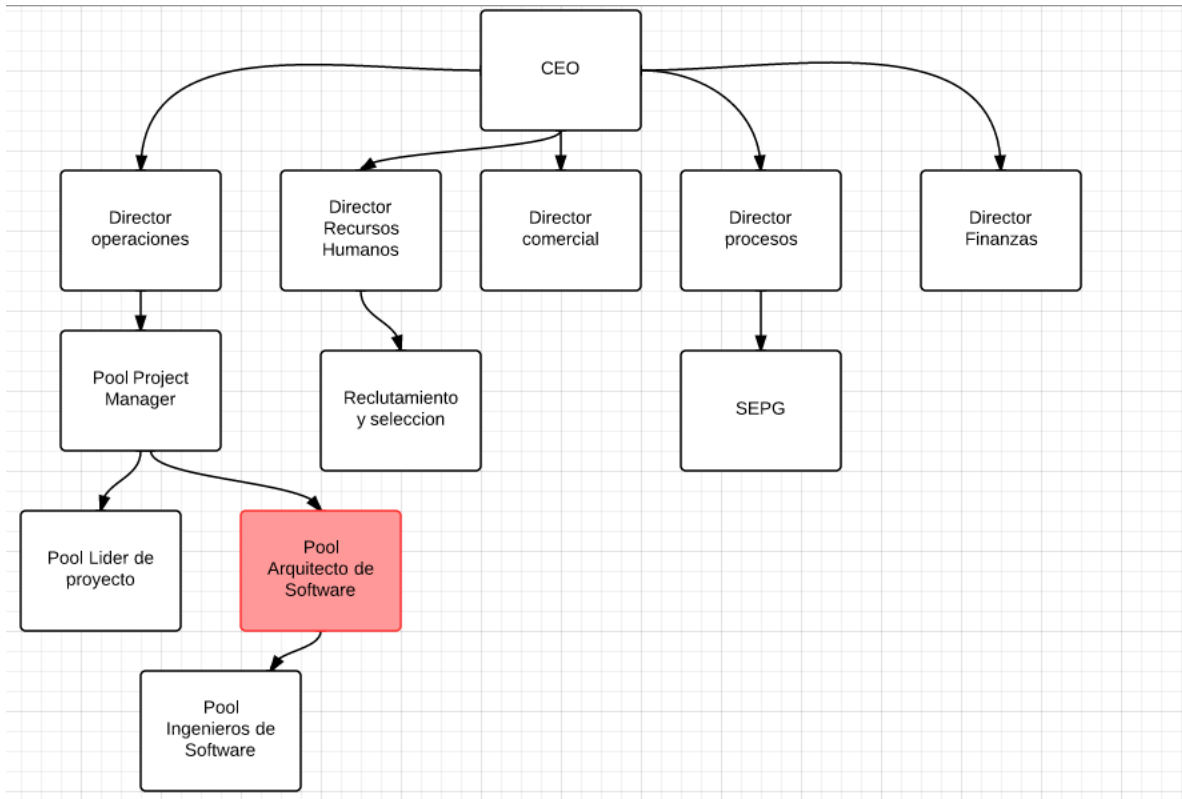 CEO
Director
operaciones
Director
Recursos
Humanos
Director
comercial
Director
procesos
Director
Finanzas
Pool Project
Manager
Reclutamiento
y seleccion
SEPG
Pool Lider de
proyecto
Pool
Arquitecto de
Software
Pool
Ingenieros de
Software